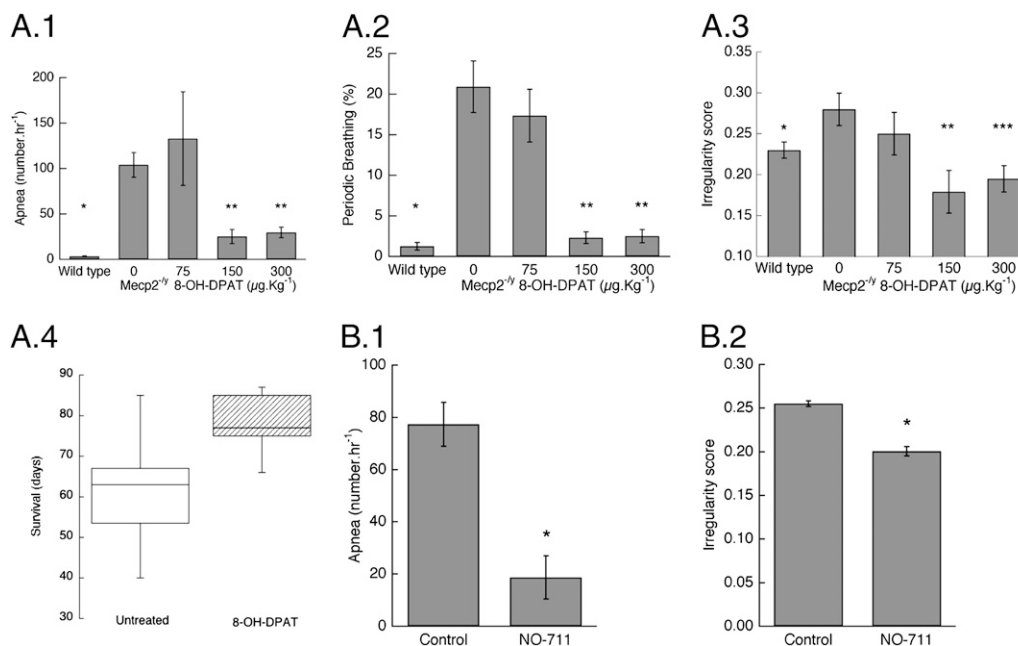 A.1
200
150
100
50
0
Apnea (number.hr⁻¹)
*
**
**
Wild type 0 75 150 300
Mecp2⁻/ʸ 8-OH-DPAT (µg.Kg⁻¹)
A.2
25
20
15
10
5
0
Periodic Breathing (%)
*
**
**
Wild type 0 75 150 300
Mecp2⁻/ʸ 8-OH-DPAT (µg.Kg⁻¹)
A.3
0.35
0.30
0.25
0.20
0.15
0.10
Irregularity score
*
**
***
Wild type 0 75 150 300
Mecp2⁻/ʸ 8-OH-DPAT (µg.Kg⁻¹)
A.4
90
80
70
60
50
40
30
Survival (days)
Untreated 8-OH-DPAT
B.1
100
80
60
40
20
0
Apnea (number.hr⁻¹)
*
Control NO-711
B.2
0.30
0.25
0.20
0.15
0.10
0.05
0.00
Irregularity score
*
Control NO-711